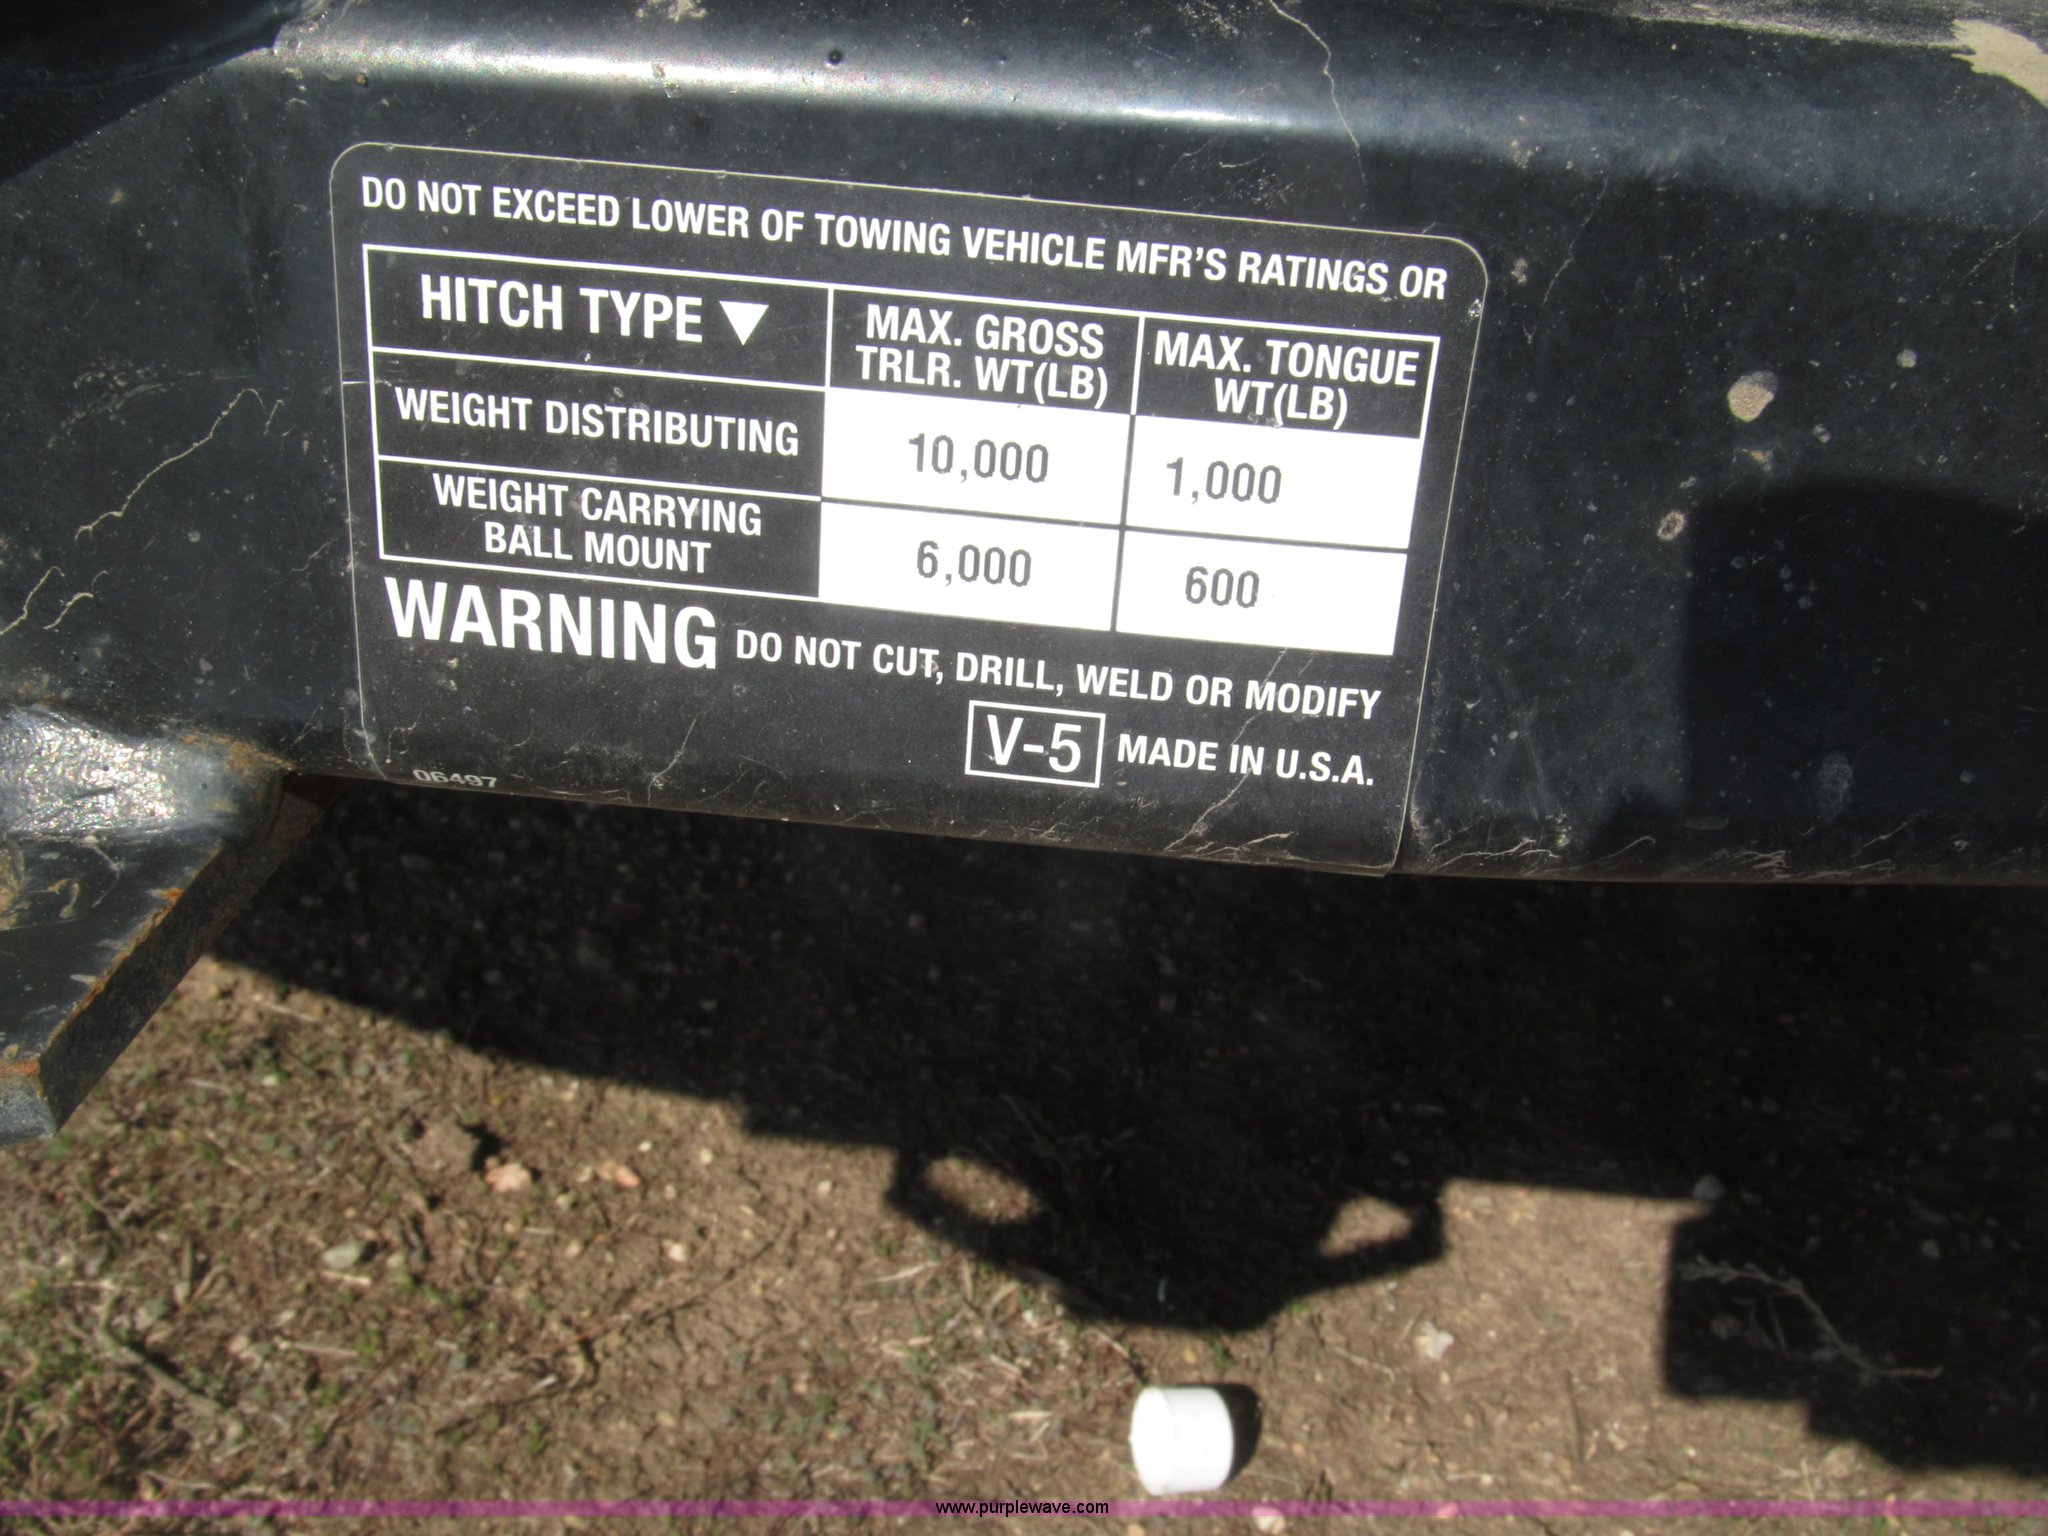 DO NOT EXCEED LOWER OF TOWING VEHICLE MFR'S RATINGS OR
HITCH TYPE ▼
MAX. GROSS
TRLR. WT(LB)
MAX. TONGUE
WT(LB)
WEIGHT DISTRIBUTING
10,000
1,000
WEIGHT CARRYING
BALL MOUNT
6,000
600
WARNING DO NOT CUT, DRILL, WELD OR MODIFY
V-5 MADE IN U.S.A.
06497
www.purplewave.com